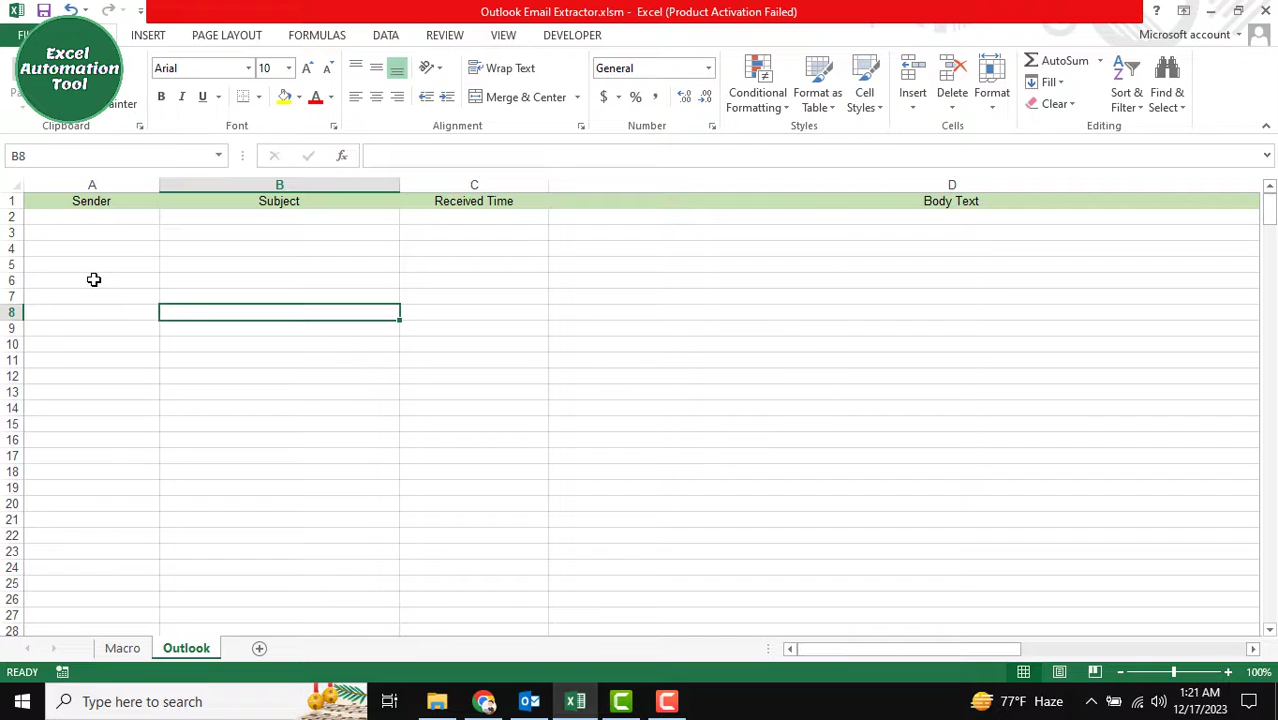 Outlook Email Extractor.xlsm - Excel (Product Activation Failed)
INSERT PAGE LAYOUT FORMULAS DATA REVIEW VIEW DEVELOPER Microsoft account
Excel
Automation
Tool
Arial 10 Wrap Text General AutoSum
Fill
Merge & Center $ % , Conditional Formatting Format as Table Cell Styles Insert Delete Format Clear Sort & Filter Find & Select
Clipboard Font Alignment Number Styles Cells Editing
B8
A B C D
1 Sender Subject Received Time Body Text
2
3
4
5
6
7
8
9
10
11
12
13
14
15
16
17
18
19
20
21
22
23
24
25
26
27
28
Macro Outlook
READY 100%
Type here to search 77°F Haze 1:21 AM
12/17/2023